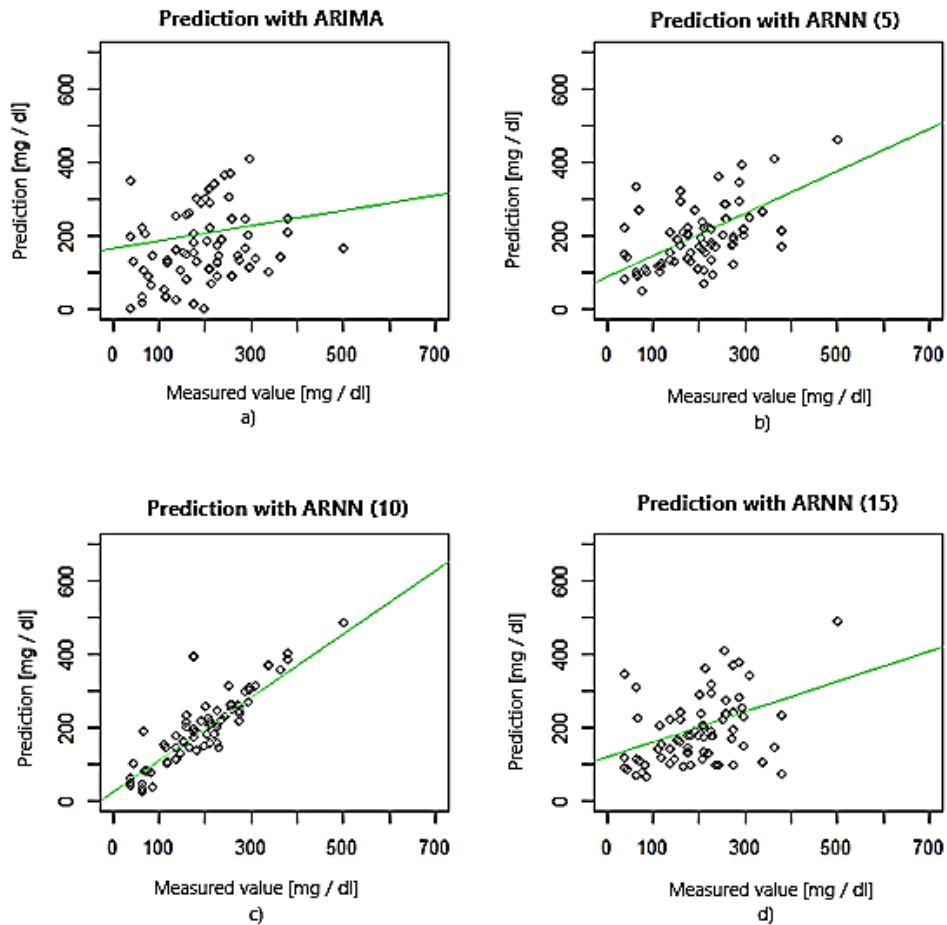 Prediction with ARIMA
Prediction [mg / dl]
600
400
200
0
0 100 300 500 700
Measured value [mg / dl]
a)
Prediction with ARNN (5)
Prediction [mg / dl]
600
400
200
0
0 100 300 500 700
Measured value [mg / dl]
b)
Prediction with ARNN (10)
Prediction [mg / dl]
600
400
200
0
0 100 300 500 700
Measured value [mg / dl]
c)
Prediction with ARNN (15)
Prediction [mg / dl]
600
400
200
0
0 100 300 500 700
Measured value [mg / dl]
d)